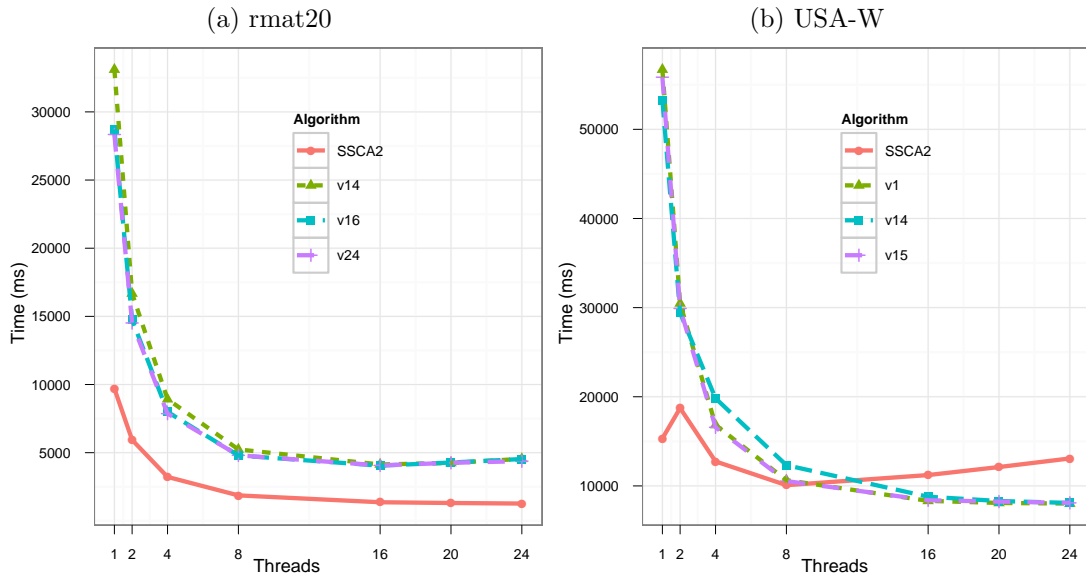 (a) rmat20
Time (ms)
30000
25000
20000
15000
10000
5000
Algorithm
SSCA2
v14
v16
v24
1 2 4 8 16 20 24
Threads
(b) USA-W
Time (ms)
50000
40000
30000
20000
10000
Algorithm
SSCA2
v1
v14
v15
1 2 4 8 16 20 24
Threads